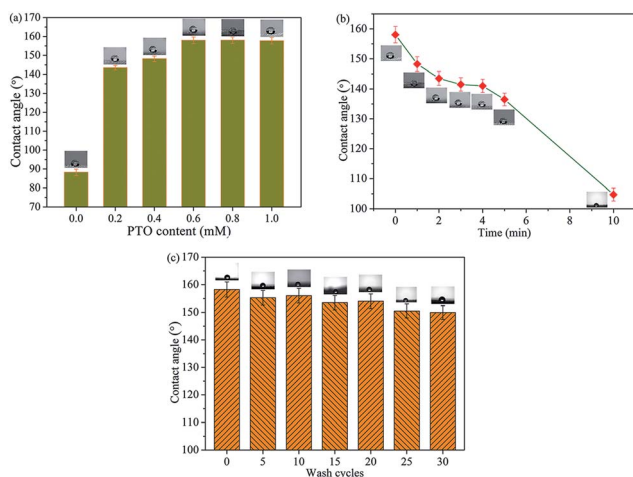 (a)
170
160
150
140
130
120
110
100
90
80
70
Contact angle (°)
0.0 0.2 0.4 0.6 0.8 1.0
PTO content (mM)
(b)
160
150
140
130
120
110
100
Contact angle (°)
0 2 4 6 8 10
Time (min)
(c)
170
160
150
140
130
120
110
100
Contact angle (°)
0 5 10 15 20 25 30
Wash cycles